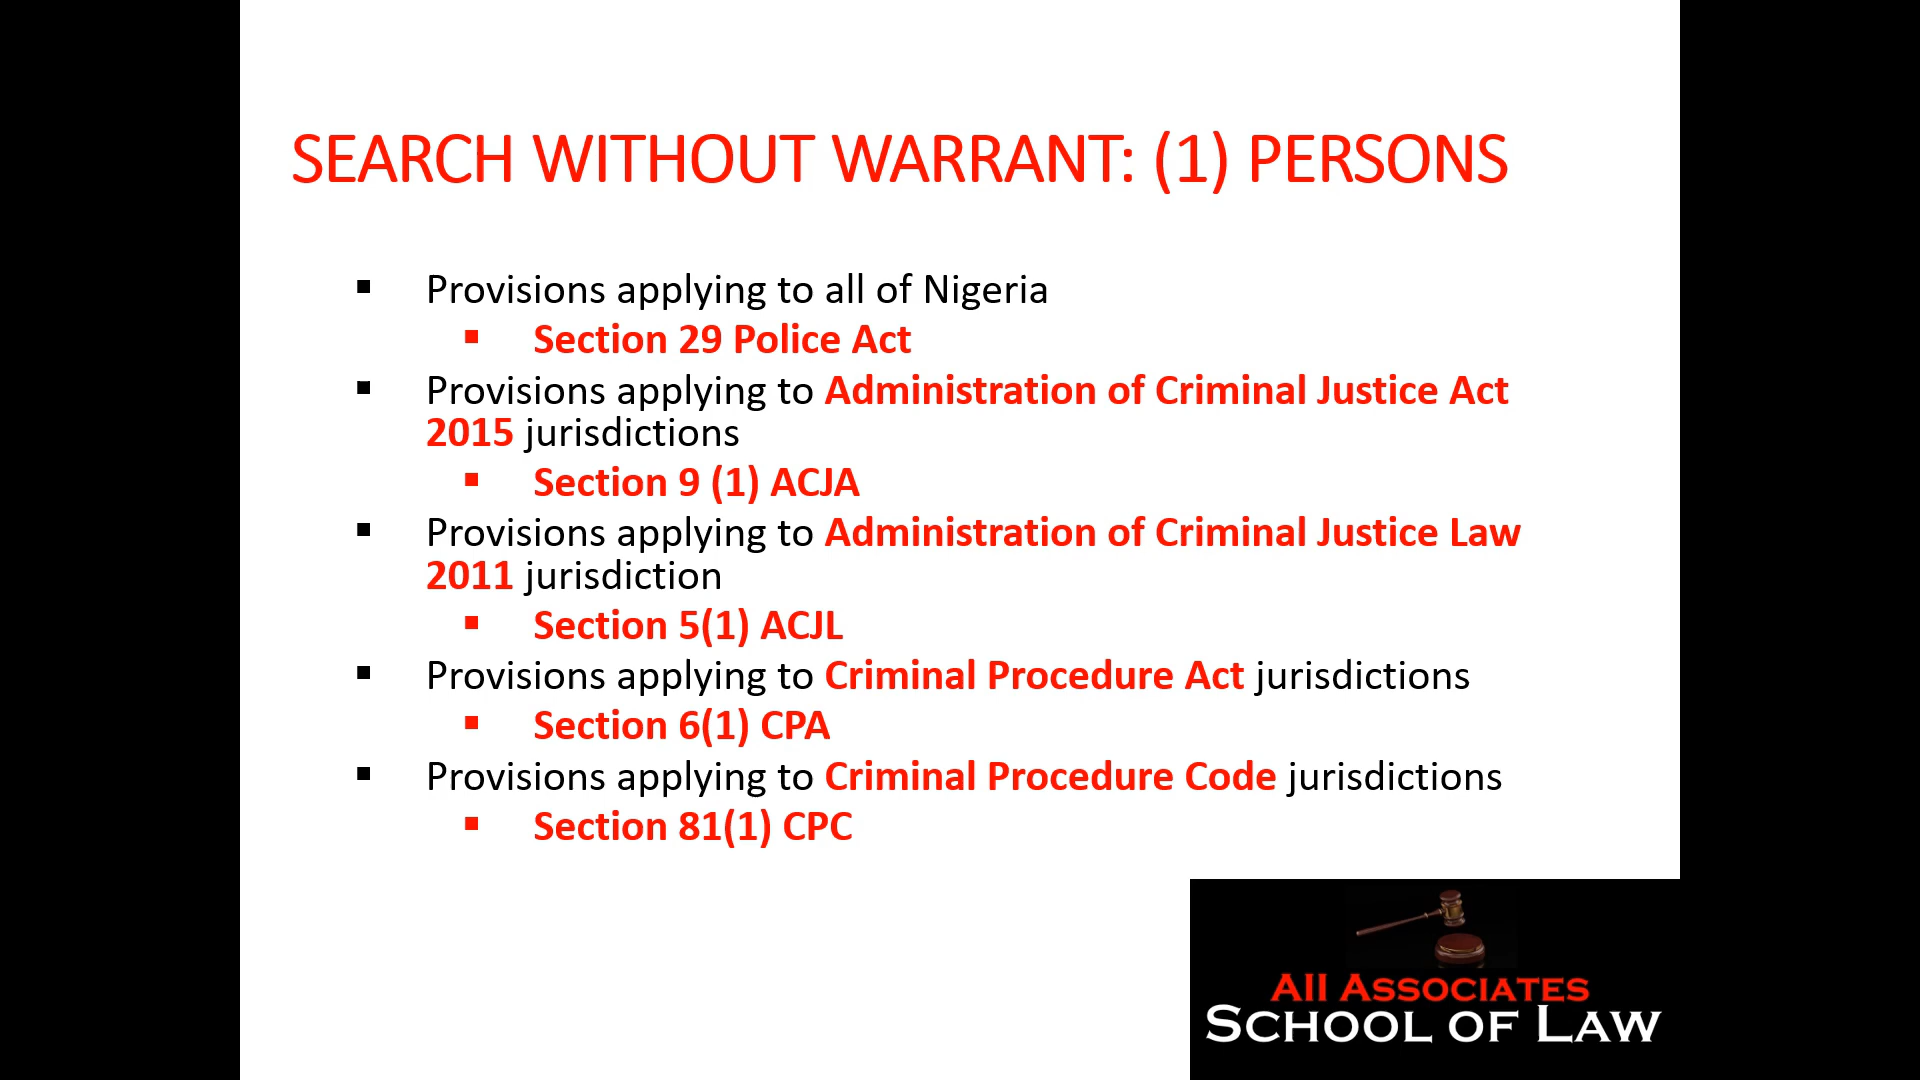 SEARCH WITHOUT WARRANT: (1) PERSONS
▪ Provisions applying to all of Nigeria
▪ Section 29 Police Act
▪ Provisions applying to Administration of Criminal Justice Act
2015 jurisdictions
▪ Section 9 (1) ACJA
▪ Provisions applying to Administration of Criminal Justice Law
2011 jurisdiction
▪ Section 5(1) ACJL
▪ Provisions applying to Criminal Procedure Act jurisdictions
▪ Section 6(1) CPA
▪ Provisions applying to Criminal Procedure Code jurisdictions
▪ Section 81(1) CPC
All Associates
School of Law